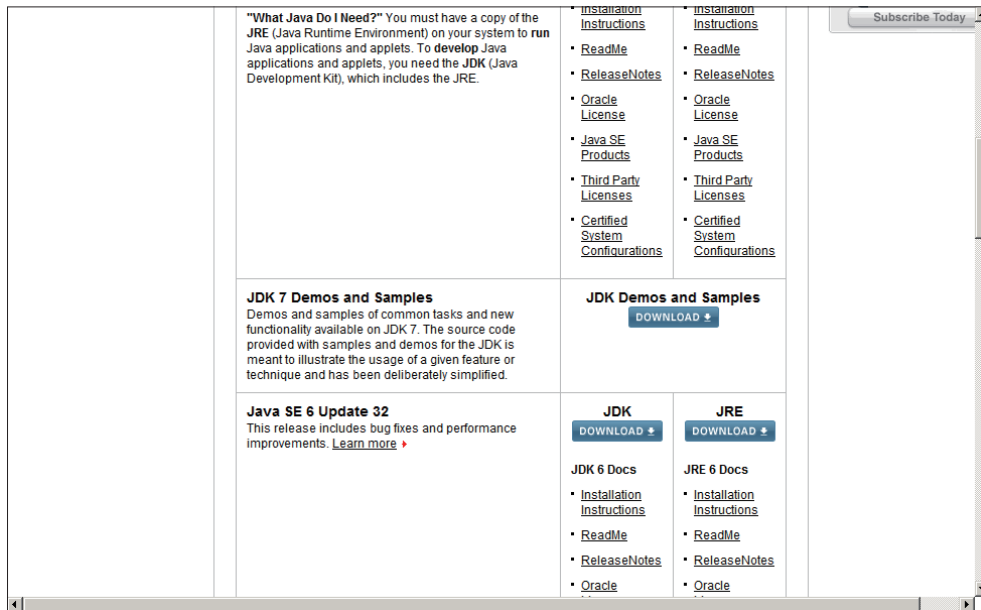 "What Java Do I Need?" You must have a copy of the
JRE (Java Runtime Environment) on your system to run
Java applications and applets. To develop Java
applications and applets, you need the JDK (Java
Development Kit), which includes the JRE.
Installation
Instructions
ReadMe
ReleaseNotes
Oracle
License
Java SE
Products
Third Party
Licenses
Certified
System
Configurations
Installation
Instructions
ReadMe
ReleaseNotes
Oracle
License
Java SE
Products
Third Party
Licenses
Certified
System
Configurations
Subscribe Today
JDK 7 Demos and Samples
Demos and samples of common tasks and new
functionality available on JDK 7. The source code
provided with samples and demos for the JDK is
meant to illustrate the usage of a given feature or
technique and has been deliberately simplified.
JDK Demos and Samples
DOWNLOAD
Java SE 6 Update 32
This release includes bug fixes and performance
improvements. Learn more
JDK
DOWNLOAD
JDK 6 Docs
Installation
Instructions
ReadMe
ReleaseNotes
Oracle
JRE
DOWNLOAD
JRE 6 Docs
Installation
Instructions
ReadMe
ReleaseNotes
Oracle